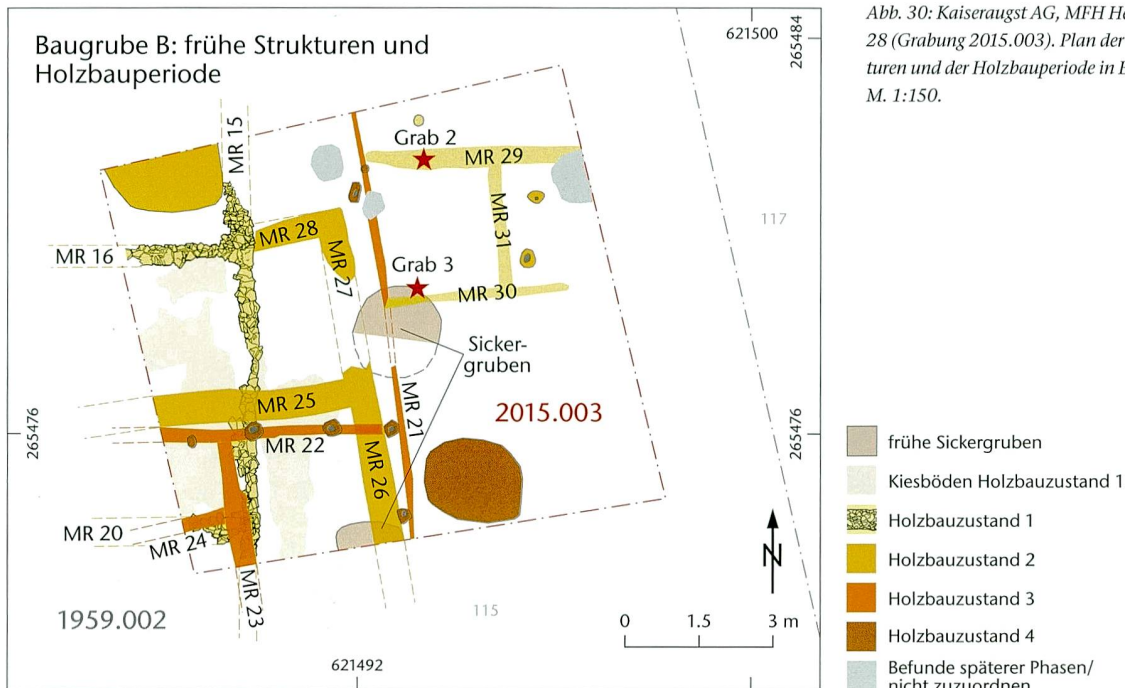 Baugrube B: frühe Strukturen und
Holzbauperiode
621500
265484
Abb. 30: Kaiseraugst AG, MFH
28 (Grabung 2015.003). Plan der
turen und der Holzbauperiode in
M. 1:150.
MR 15
Grab 2
MR 29
MR 31
117
MR 28
MR 16
MR 27
Grab 3
MR 30
Sicker-
gruben
MR 25
MR 21
2015.003
265476
265476
MR 22
MR 26
MR 20
MR 24
MR 23
N
1959.002
115
0 1.5 3 m
621492
frühe Sickergruben
Kiesböden Holzbauzustand 1
Holzbauzustand 1
Holzbauzustand 2
Holzbauzustand 3
Holzbauzustand 4
Befunde späterer Phasen/
nicht zuzuordnen